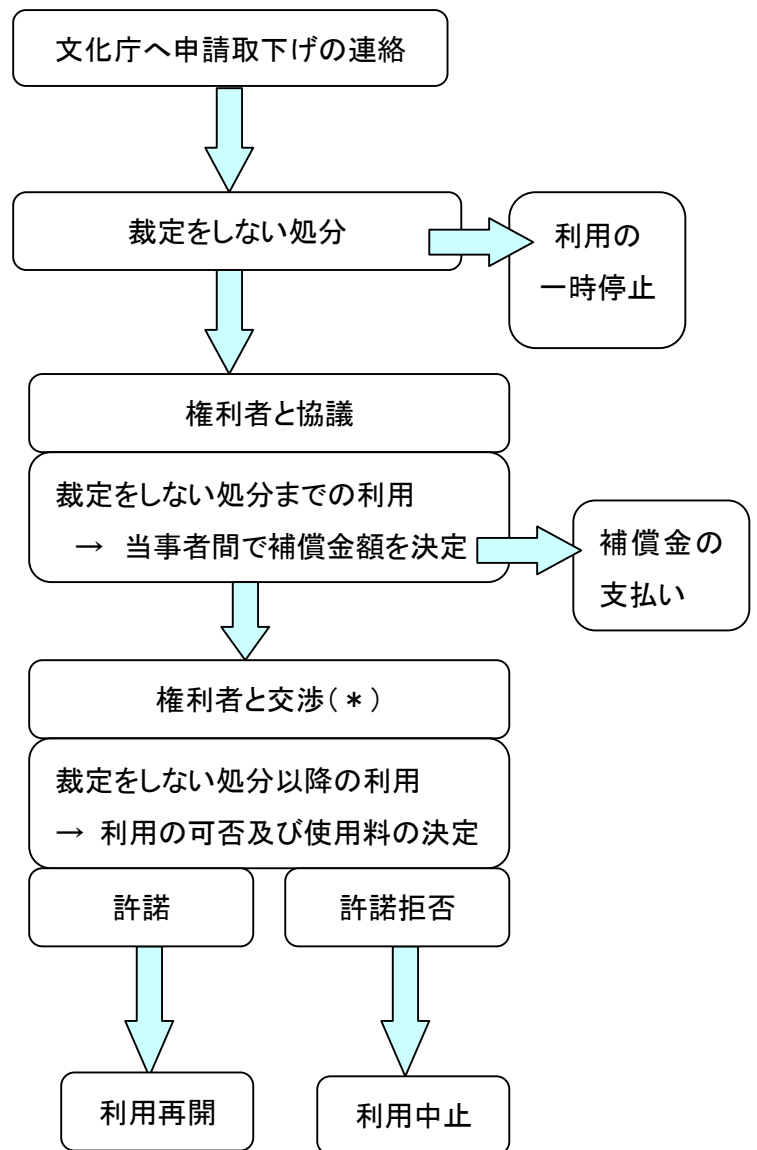 文化庁へ申請取下げの連絡
裁定をしない処分
利用の
一時停止
権利者と協議
裁定をしない処分までの利用
→ 当事者間で補償金額を決定
補償金の
支払い
権利者と交渉(*)
裁定をしない処分以降の利用
→ 利用の可否及び使用料の決定
許諾
許諾拒否
利用再開
利用中止